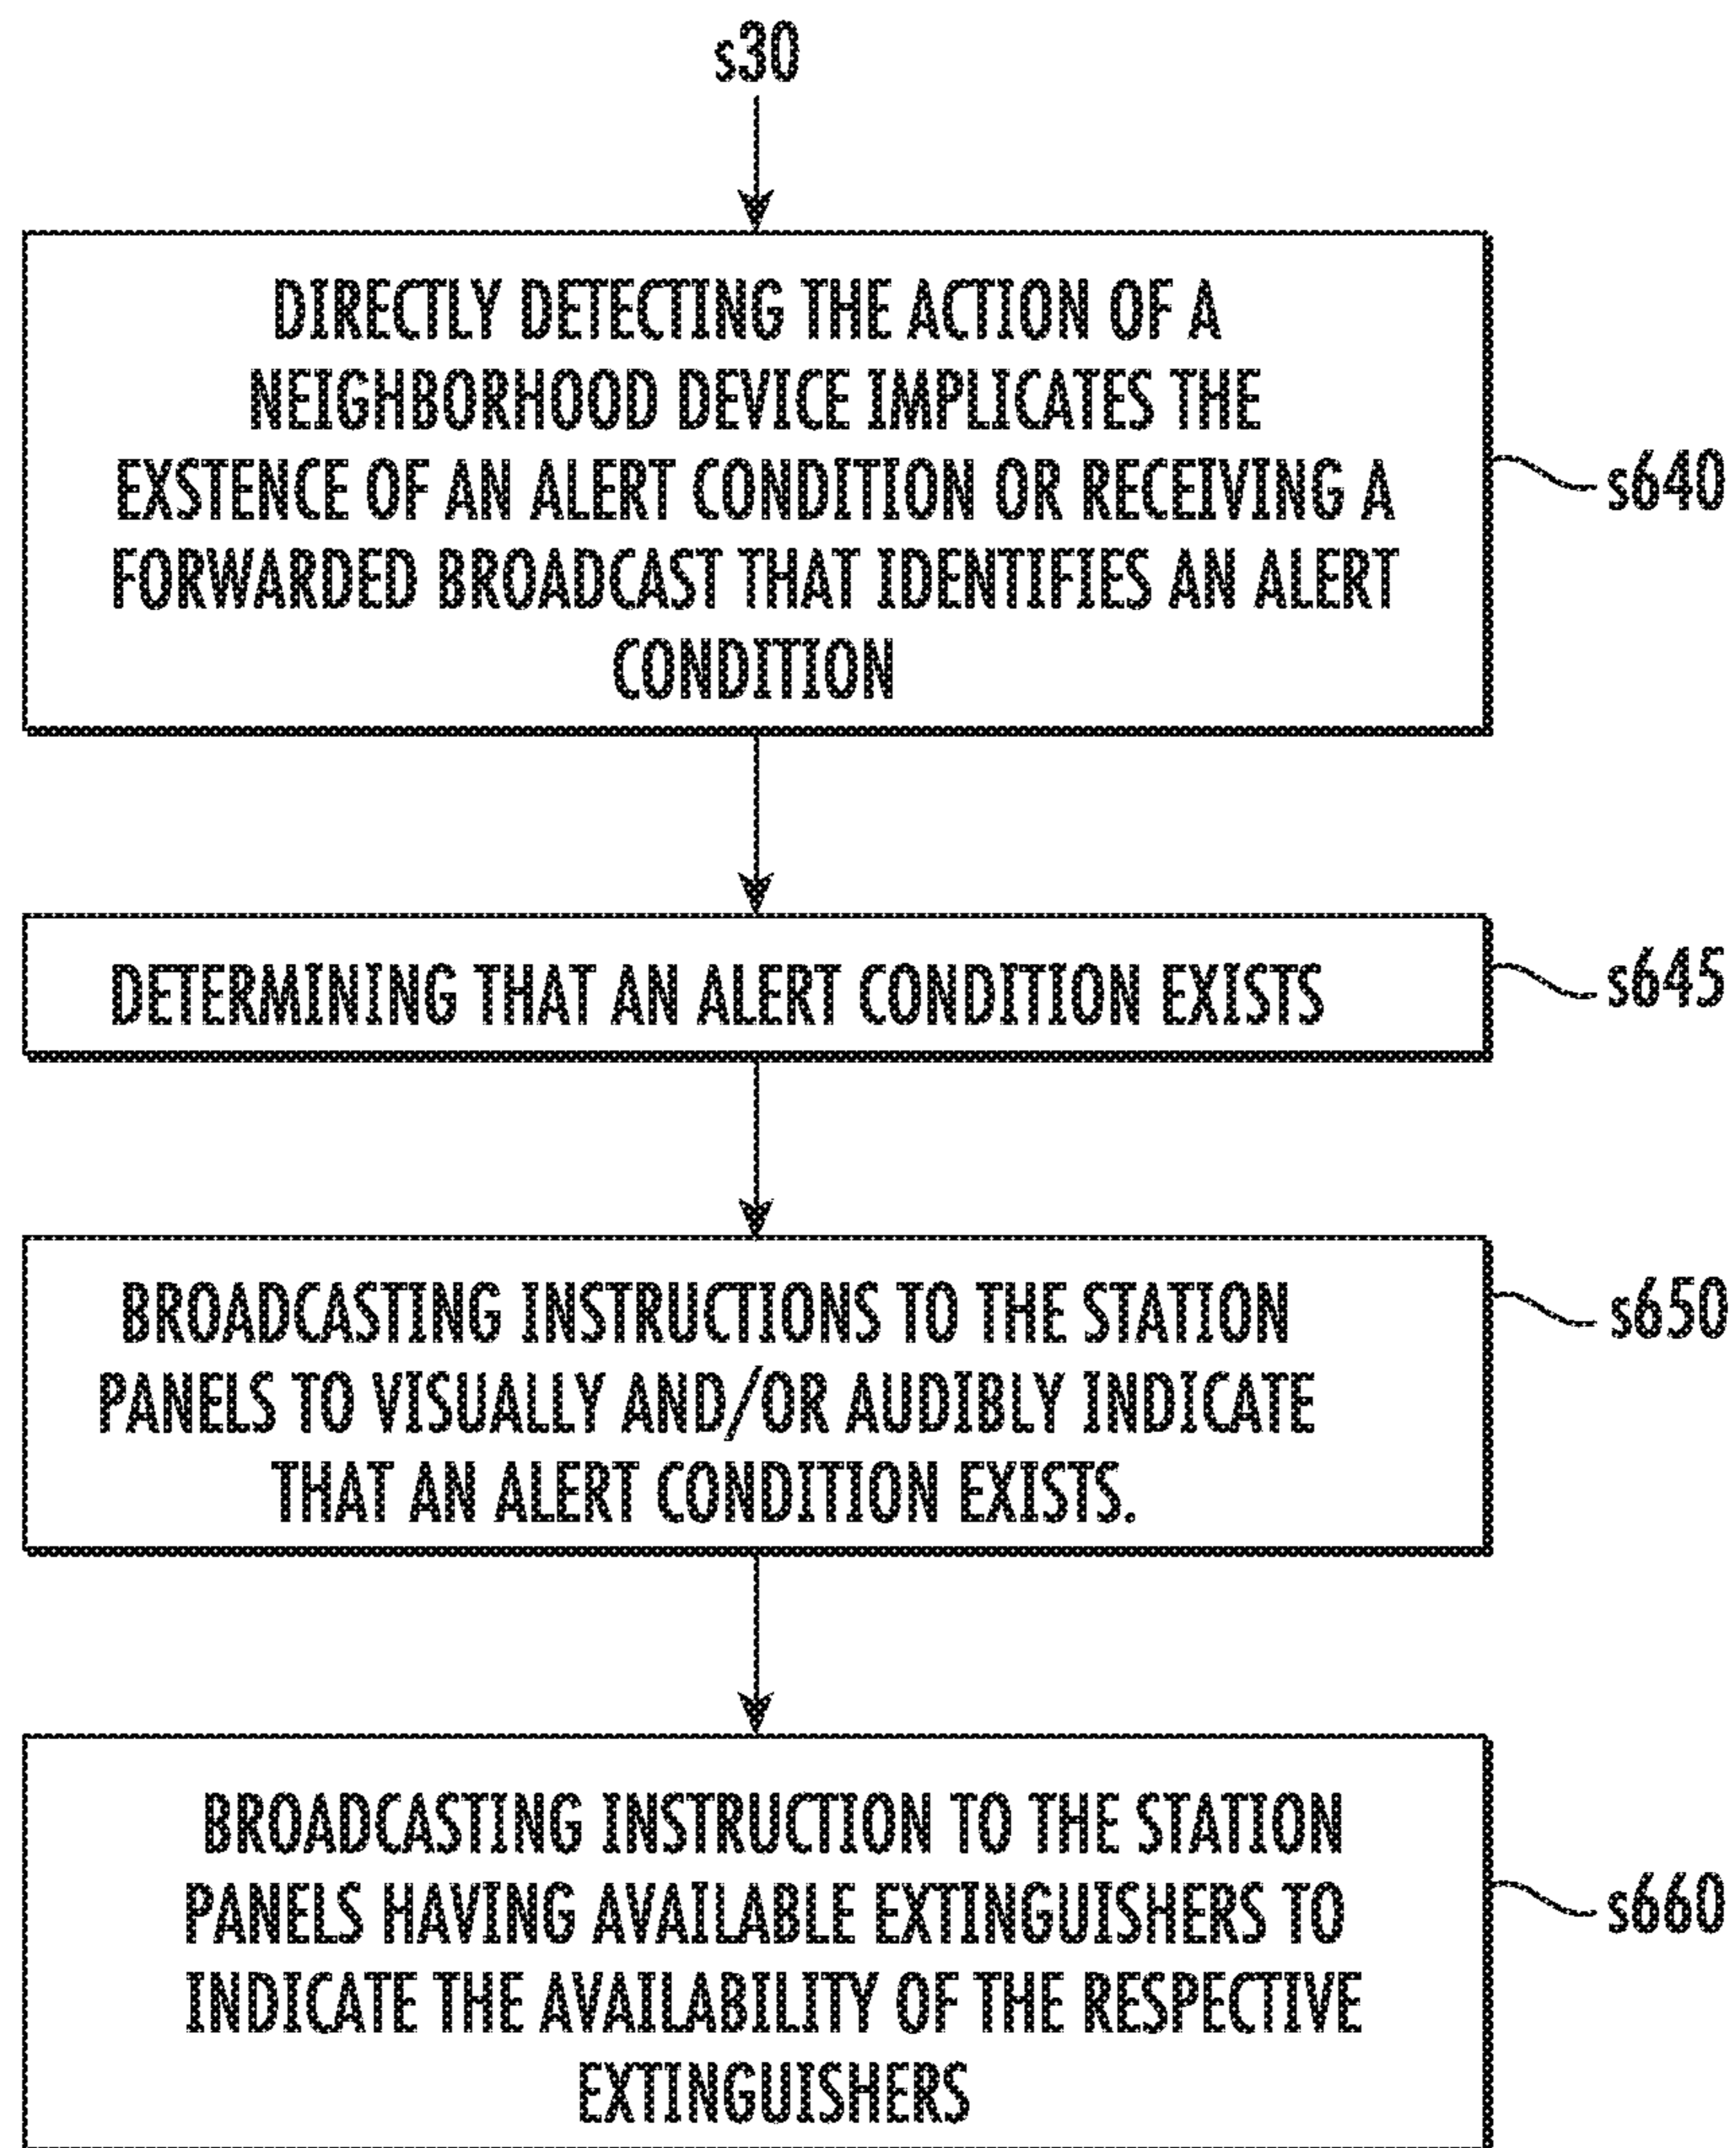 s30
DIRECTLY DETECTING THE ACTION OF A
NEIGHBORHOOD DEVICE IMPLICATES THE
EXSTENCE OF AN ALERT CONDITION OR RECEIVING A
FORWARDED BROADCAST THAT IDENTIFIES AN ALERT
CONDITION
s640
DETERMINING THAT AN ALERT CONDITION EXISTS
s645
BROADCASTING INSTRUCTIONS TO THE STATION
PANELS TO VISUALLY AND/OR AUDIBLY INDICATE
THAT AN ALERT CONDITION EXISTS.
s650
BROADCASTING INSTRUCTION TO THE STATION
PANELS HAVING AVAILABLE EXTINGUISHERS TO
INDICATE THE AVAILABILITY OF THE RESPECTIVE
EXTINGUISHERS
s660